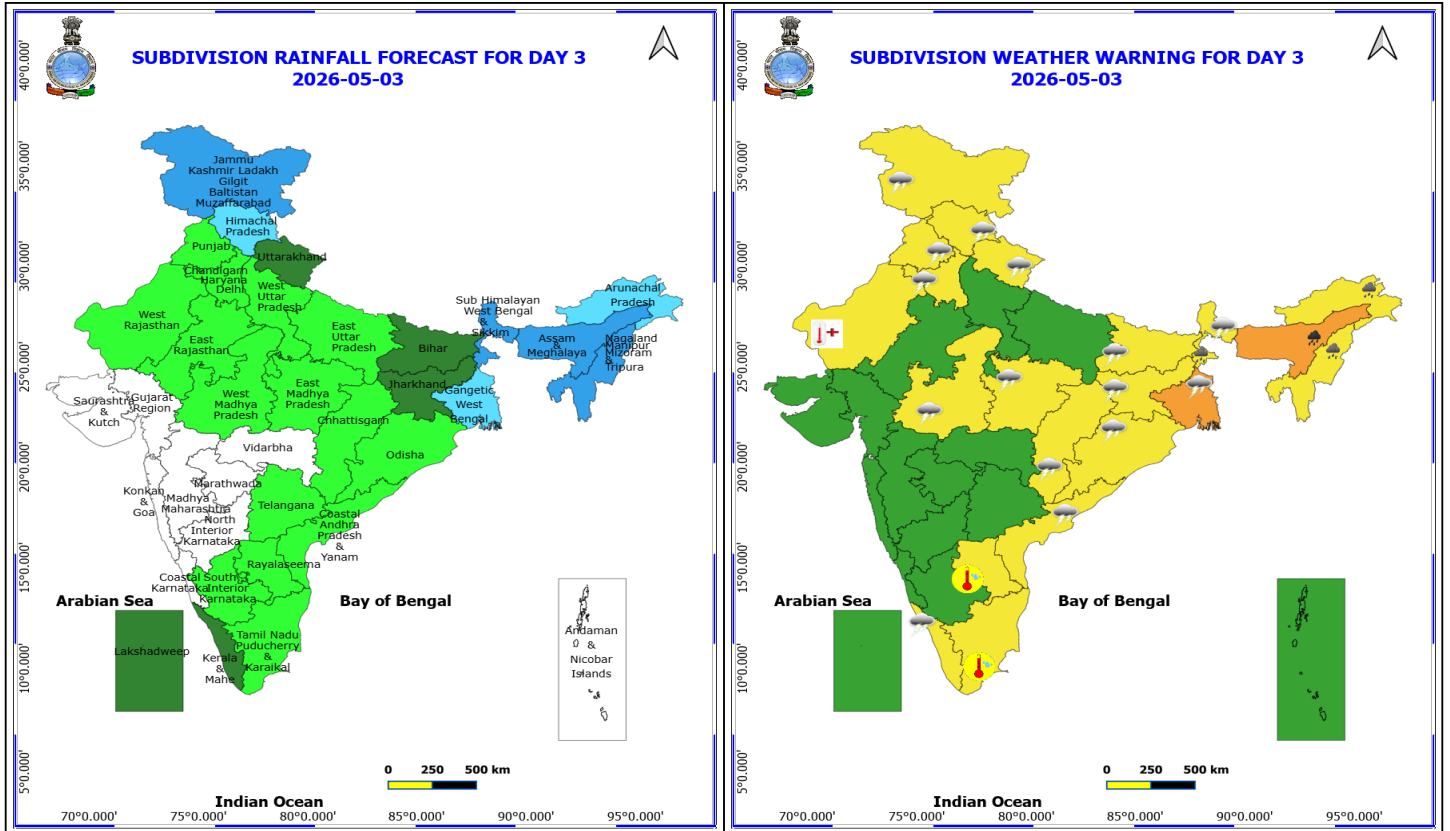 SUBDIVISION RAINFALL FORECAST FOR DAY 3
2026-05-03
40°0.000'
35°0.000'
30°0.000'
25°0.000'
20°0.000'
15°0.000'
10°0.000'
5°0.000'
Jammu
Kashmir Ladakh
Gilgit
Baltistan
Muzaffarabad
Himachal
Pradesh
Punjab
Uttarakhand
Chandigarh
Haryana
Delhi
West
Uttar
Pradesh
Arunachal
Pradesh
Sub Himalayan
West Bengal
&
Sikkim
West
Rajasthan
East
Rajasthan
East
Uttar
Pradesh
Bihar
Assam
&
Meghalaya
Nagaland
Manipur
Mizoram
&
Tripura
Jharkhand
Gangetic
West
Bengal
Saurashtra
&
Kutch
Gujarat
Region
West
Madhya
Pradesh
East
Madhya
Pradesh
Chhattisgarh
Vidarbha
Odisha
Konkan
&
Goa
Marathwada
Madhya
Maharashtra
North
Interior
Karnataka
Telangana
Coastal
Andhra
Pradesh
&
Yanam
Rayalaseema
Coastal
Karnataka
South
Interior
Karnataka
Arabian Sea
Bay of Bengal
Lakshadweep
Kerala
&
Mahe
Tamil Nadu
Puducherry
&
Karaikal
Andaman
&
Nicobar
Islands
0 250 500 km
Indian Ocean
70°0.000' 75°0.000' 80°0.000' 85°0.000' 90°0.000' 95°0.000'
SUBDIVISION WEATHER WARNING FOR DAY 3
2026-05-03
40°0.000'
35°0.000'
30°0.000'
25°0.000'
20°0.000'
15°0.000'
10°0.000'
5°0.000'
Arabian Sea
Bay of Bengal
0 250 500 km
Indian Ocean
70°0.000' 75°0.000' 80°0.000' 85°0.000' 90°0.000' 95°0.000'